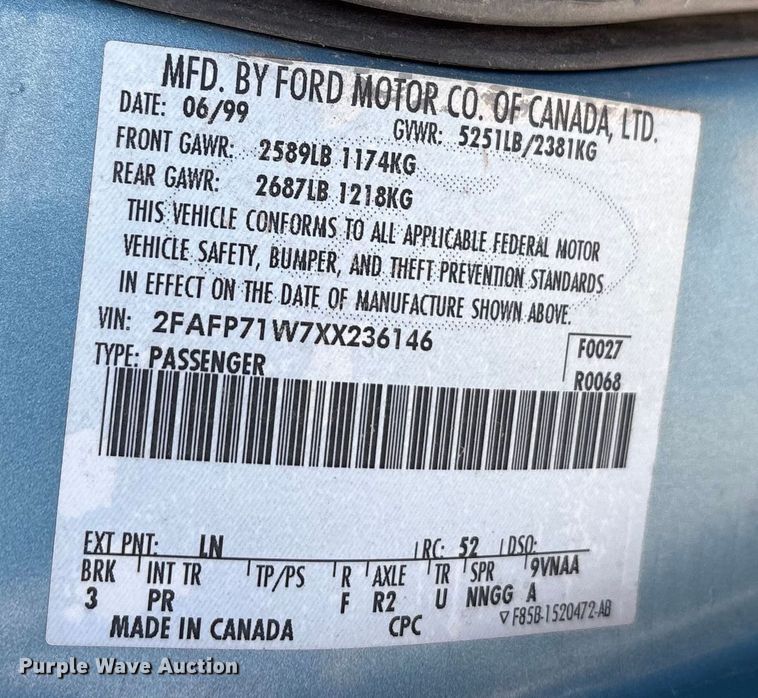 MFD. BY FORD MOTOR CO. OF CANADA, LTD.
DATE: 06/99 GVWR: 5251LB/2381KG
FRONT GAWR: 2589LB 1174KG
REAR GAWR: 2687LB 1218KG
THIS VEHICLE CONFORMS TO ALL APPLICABLE FEDERAL MOTOR
VEHICLE SAFETY, BUMPER, AND THEFT PREVENTION STANDARDS
IN EFFECT ON THE DATE OF MANUFACTURE SHOWN ABOVE.
VIN: 2FAFP71W7XX236146 F0027
TYPE: PASSENGER R0068
EXT PNT: LN RC: 52 DSO:
BRK INT TR TP/PS R AXLE TR SPR 9VNAA
3 PR F R2 U NNGG A
MADE IN CANADA CPC ▽F85B-1520472-AB
Purple Wave Auction